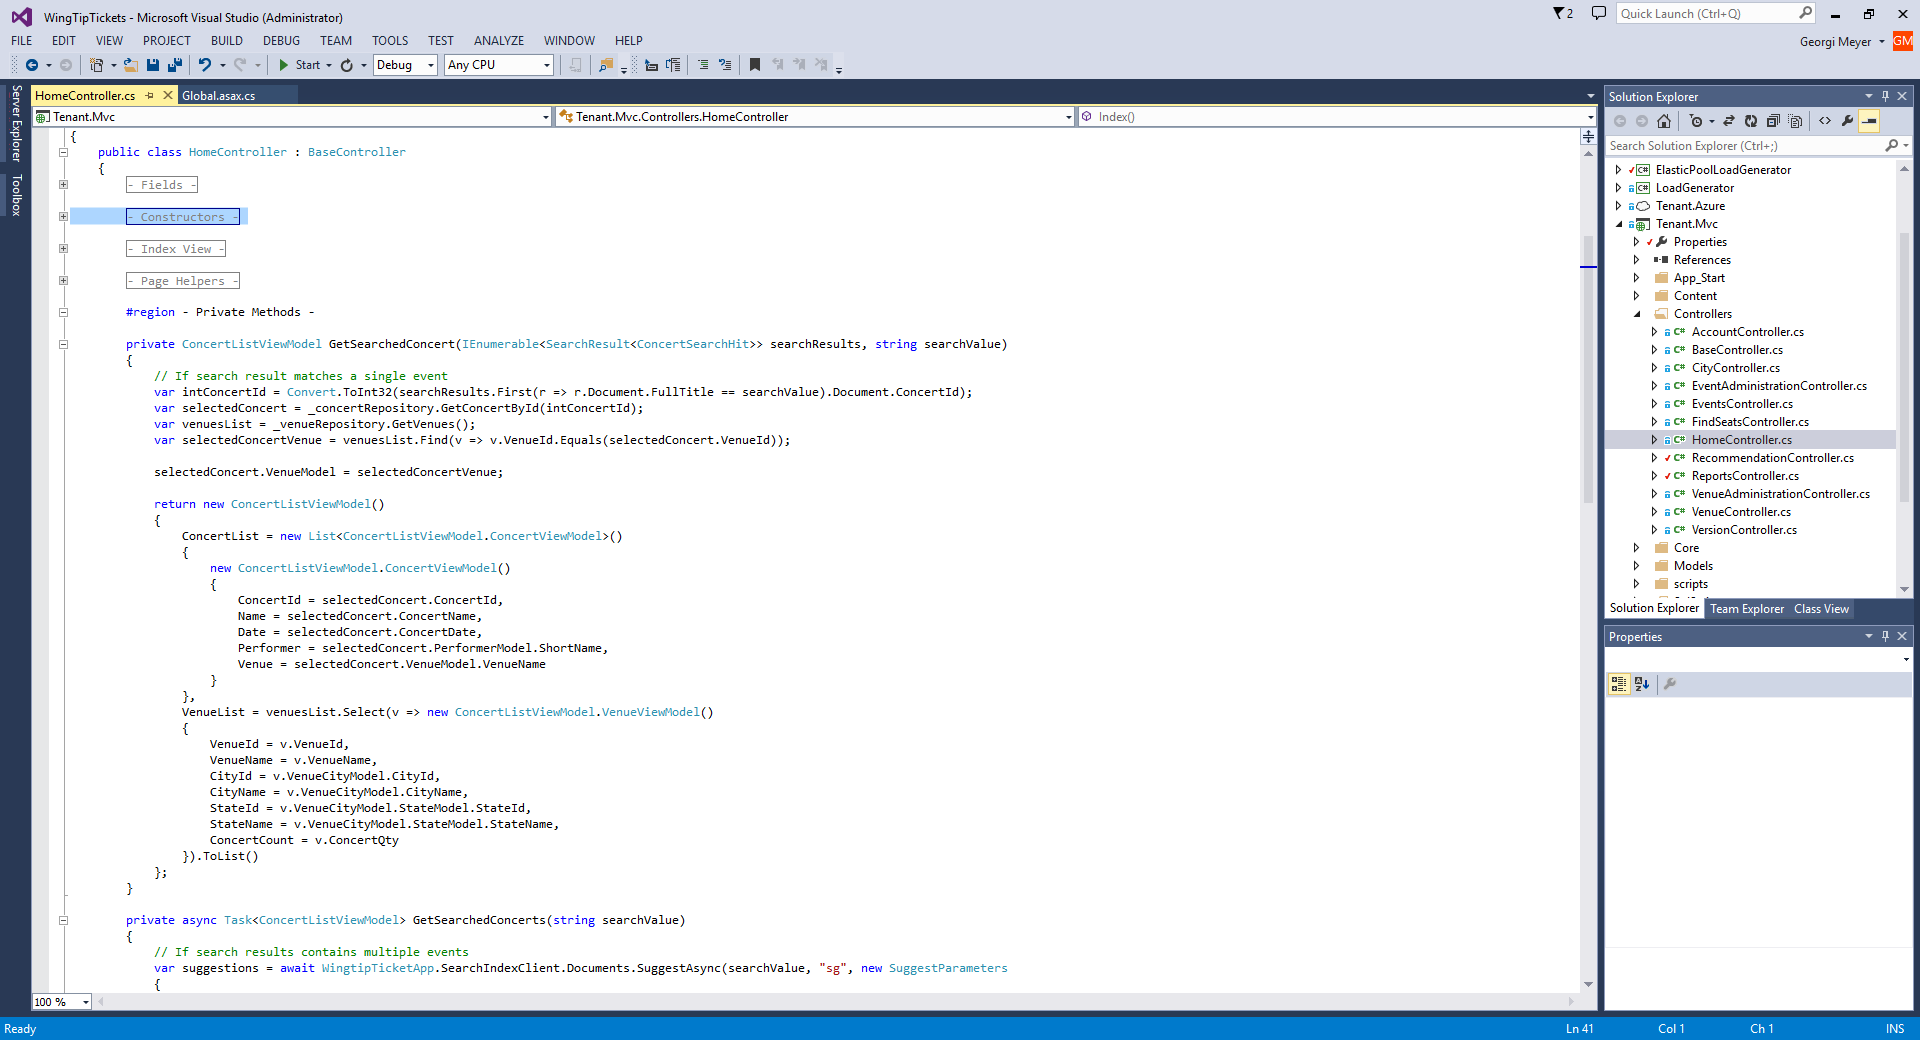 WingTipTickets - Microsoft Visual Studio (Administrator)
2
Quick Launch (Ctrl+Q)
FILE EDIT VIEW PROJECT BUILD DEBUG TEAM TOOLS TEST ANALYZE WINDOW HELP
Georgi Meyer GM
Start Debug Any CPU
Server Explorer
Toolbox
HomeController.cs Global.asax.cs
Tenant.Mvc Tenant.Mvc.Controllers.HomeController Index()
{
public class HomeController : BaseController
{
- Fields -
- Constructors -
- Index View -
- Page Helpers -
#region - Private Methods -
private ConcertListViewModel GetSearchedConcert(IEnumerable<SearchResult<ConcertSearchHit>> searchResults, string searchValue)
{
// If search result matches a single event
var intConcertId = Convert.ToInt32(searchResults.First(r => r.Document.FullTitle == searchValue).Document.ConcertId);
var selectedConcert = _concertRepository.GetConcertById(intConcertId);
var venuesList = _venueRepository.GetVenues();
var selectedConcertVenue = venuesList.Find(v => v.VenueId.Equals(selectedConcert.VenueId));
selectedConcert.VenueModel = selectedConcertVenue;
return new ConcertListViewModel()
{
ConcertList = new List<ConcertListViewModel.ConcertViewModel>()
{
new ConcertListViewModel.ConcertViewModel()
{
ConcertId = selectedConcert.ConcertId,
Name = selectedConcert.ConcertName,
Date = selectedConcert.ConcertDate,
Performer = selectedConcert.PerformerModel.ShortName,
Venue = selectedConcert.VenueModel.VenueName
}
},
VenueList = venuesList.Select(v => new ConcertListViewModel.VenueViewModel()
{
VenueId = v.VenueId,
VenueName = v.VenueName,
CityId = v.VenueCityModel.CityId,
CityName = v.VenueCityModel.CityName,
StateId = v.VenueCityModel.StateModel.StateId,
StateName = v.VenueCityModel.StateModel.StateName,
ConcertCount = v.ConcertQty
}).ToList()
};
}
private async Task<ConcertListViewModel> GetSearchedConcerts(string searchValue)
{
// If search results contains multiple events
var suggestions = await WingtipTicketApp.SearchIndexClient.Documents.SuggestAsync(searchValue, "sg", new SuggestParameters
{
100 %
Solution Explorer
Search Solution Explorer (Ctrl+;)
ElasticPoolLoadGenerator
LoadGenerator
Tenant.Azure
Tenant.Mvc
Properties
References
App_Start
Content
Controllers
AccountController.cs
BaseController.cs
CityController.cs
EventAdministrationController.cs
EventsController.cs
FindSeatsController.cs
HomeController.cs
RecommendationController.cs
ReportsController.cs
VenueAdministrationController.cs
VenueController.cs
VersionController.cs
Core
Models
scripts
Solution Explorer Team Explorer Class View
Properties
Ready Ln 41 Col 1 Ch 1 INS